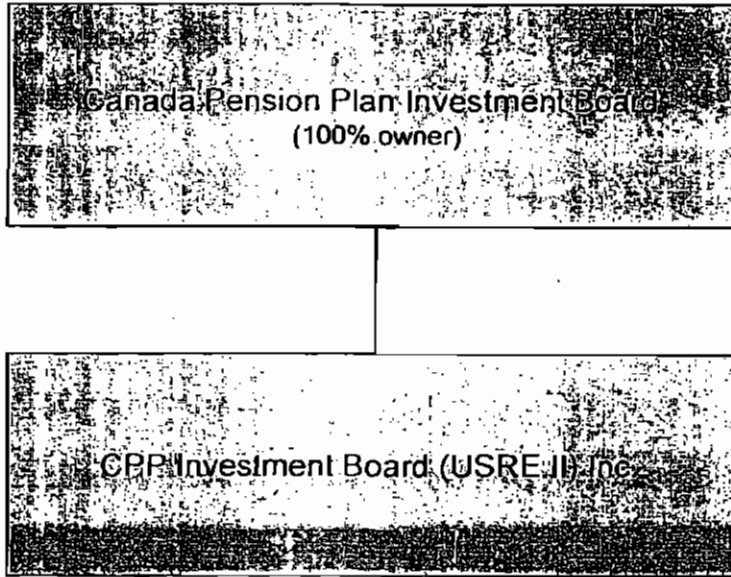 Canada Pension Plan Investment Board
(100% owner)
CPP Investment Board (USRE II) Inc.